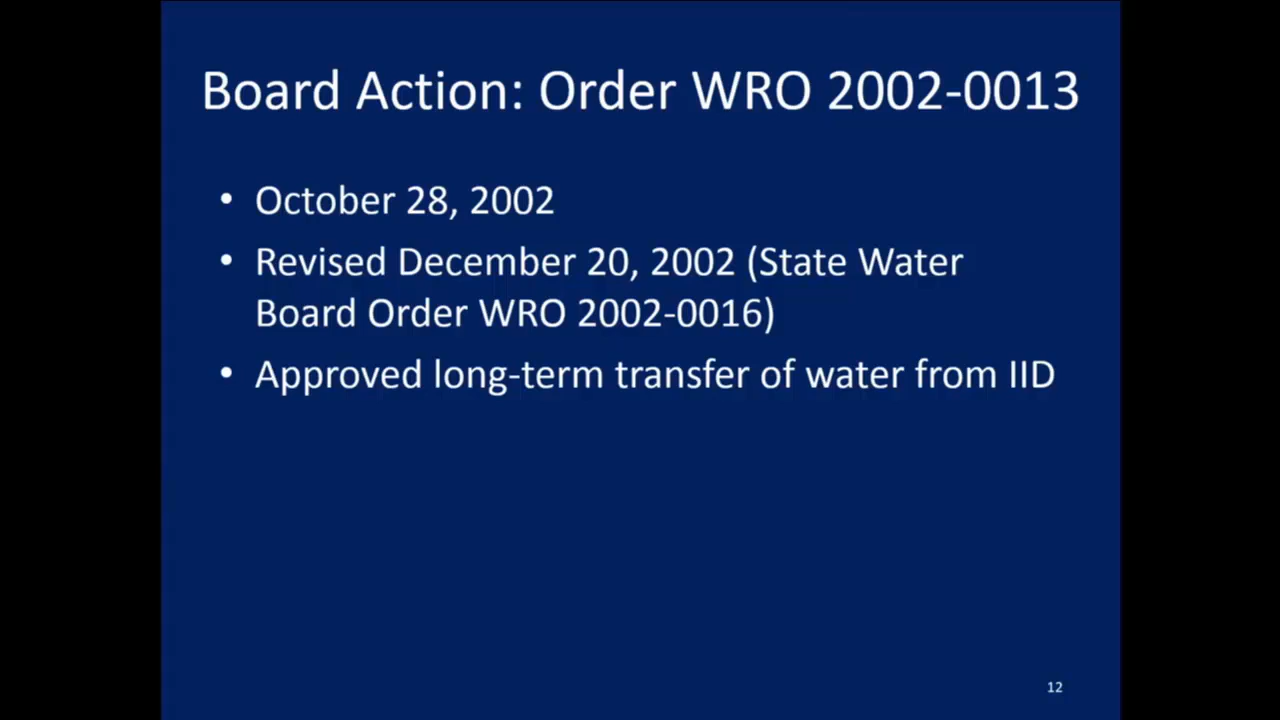 Board Action: Order WRO 2002-0013
• October 28, 2002
• Revised December 20, 2002 (State Water
Board Order WRO 2002-0016)
• Approved long-term transfer of water from IID
12